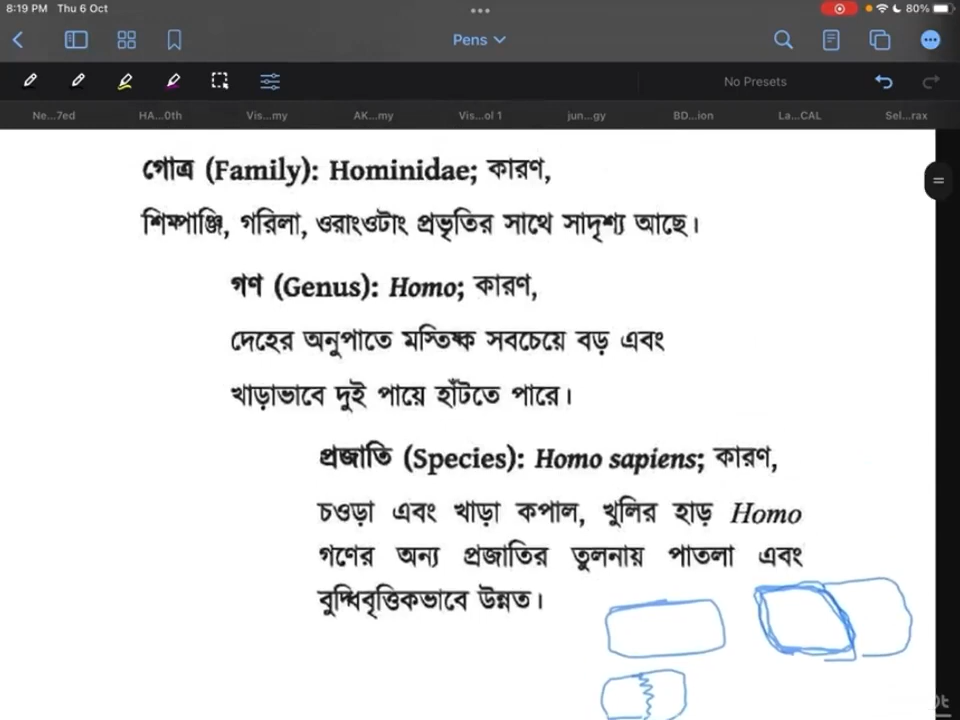 8:19 PM Thu 6 Oct
80%
Pens
No Presets
Ne...7ed HA...0th Vis...my AK...my Vis...ol 1 jun...gy BD...ion La...CAL Sel...rax
গোত্র (Family): Hominidae; কারণ,
শিম্পাঞ্জি, গরিলা, ওরাংওটাং প্রভৃতির সাথে সাদৃশ্য আছে।
গণ (Genus): Homo; কারণ,
দেহের অনুপাতে মস্তিষ্ক সবচেয়ে বড় এবং
খাড়াভাবে দুই পায়ে হাঁটতে পারে।
প্রজাতি (Species): Homo sapiens; কারণ,
চওড়া এবং খাড়া কপাল, খুলির হাড় Homo
গণের অন্য প্রজাতির তুলনায় পাতলা এবং
বুদ্ধিবৃত্তিকভাবে উন্নত।